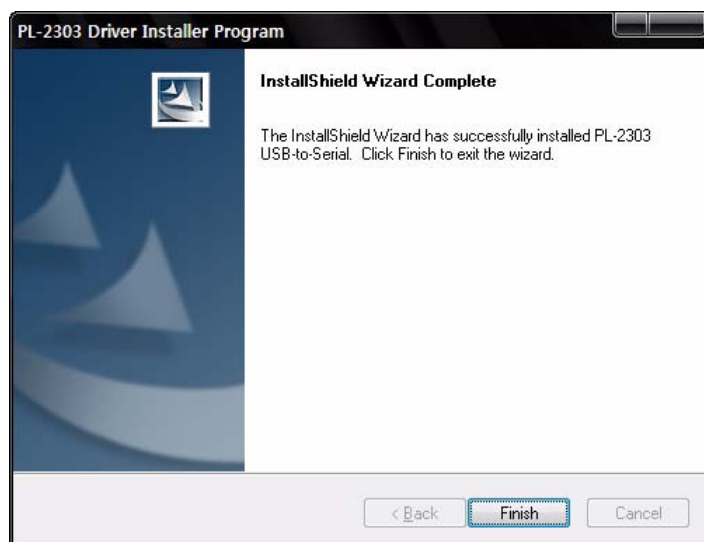 PL-2303 Driver Installer Program
InstallShield Wizard Complete
The InstallShield Wizard has successfully installed PL-2303
USB-to-Serial. Click Finish to exit the wizard.
< Back
Finish
Cancel